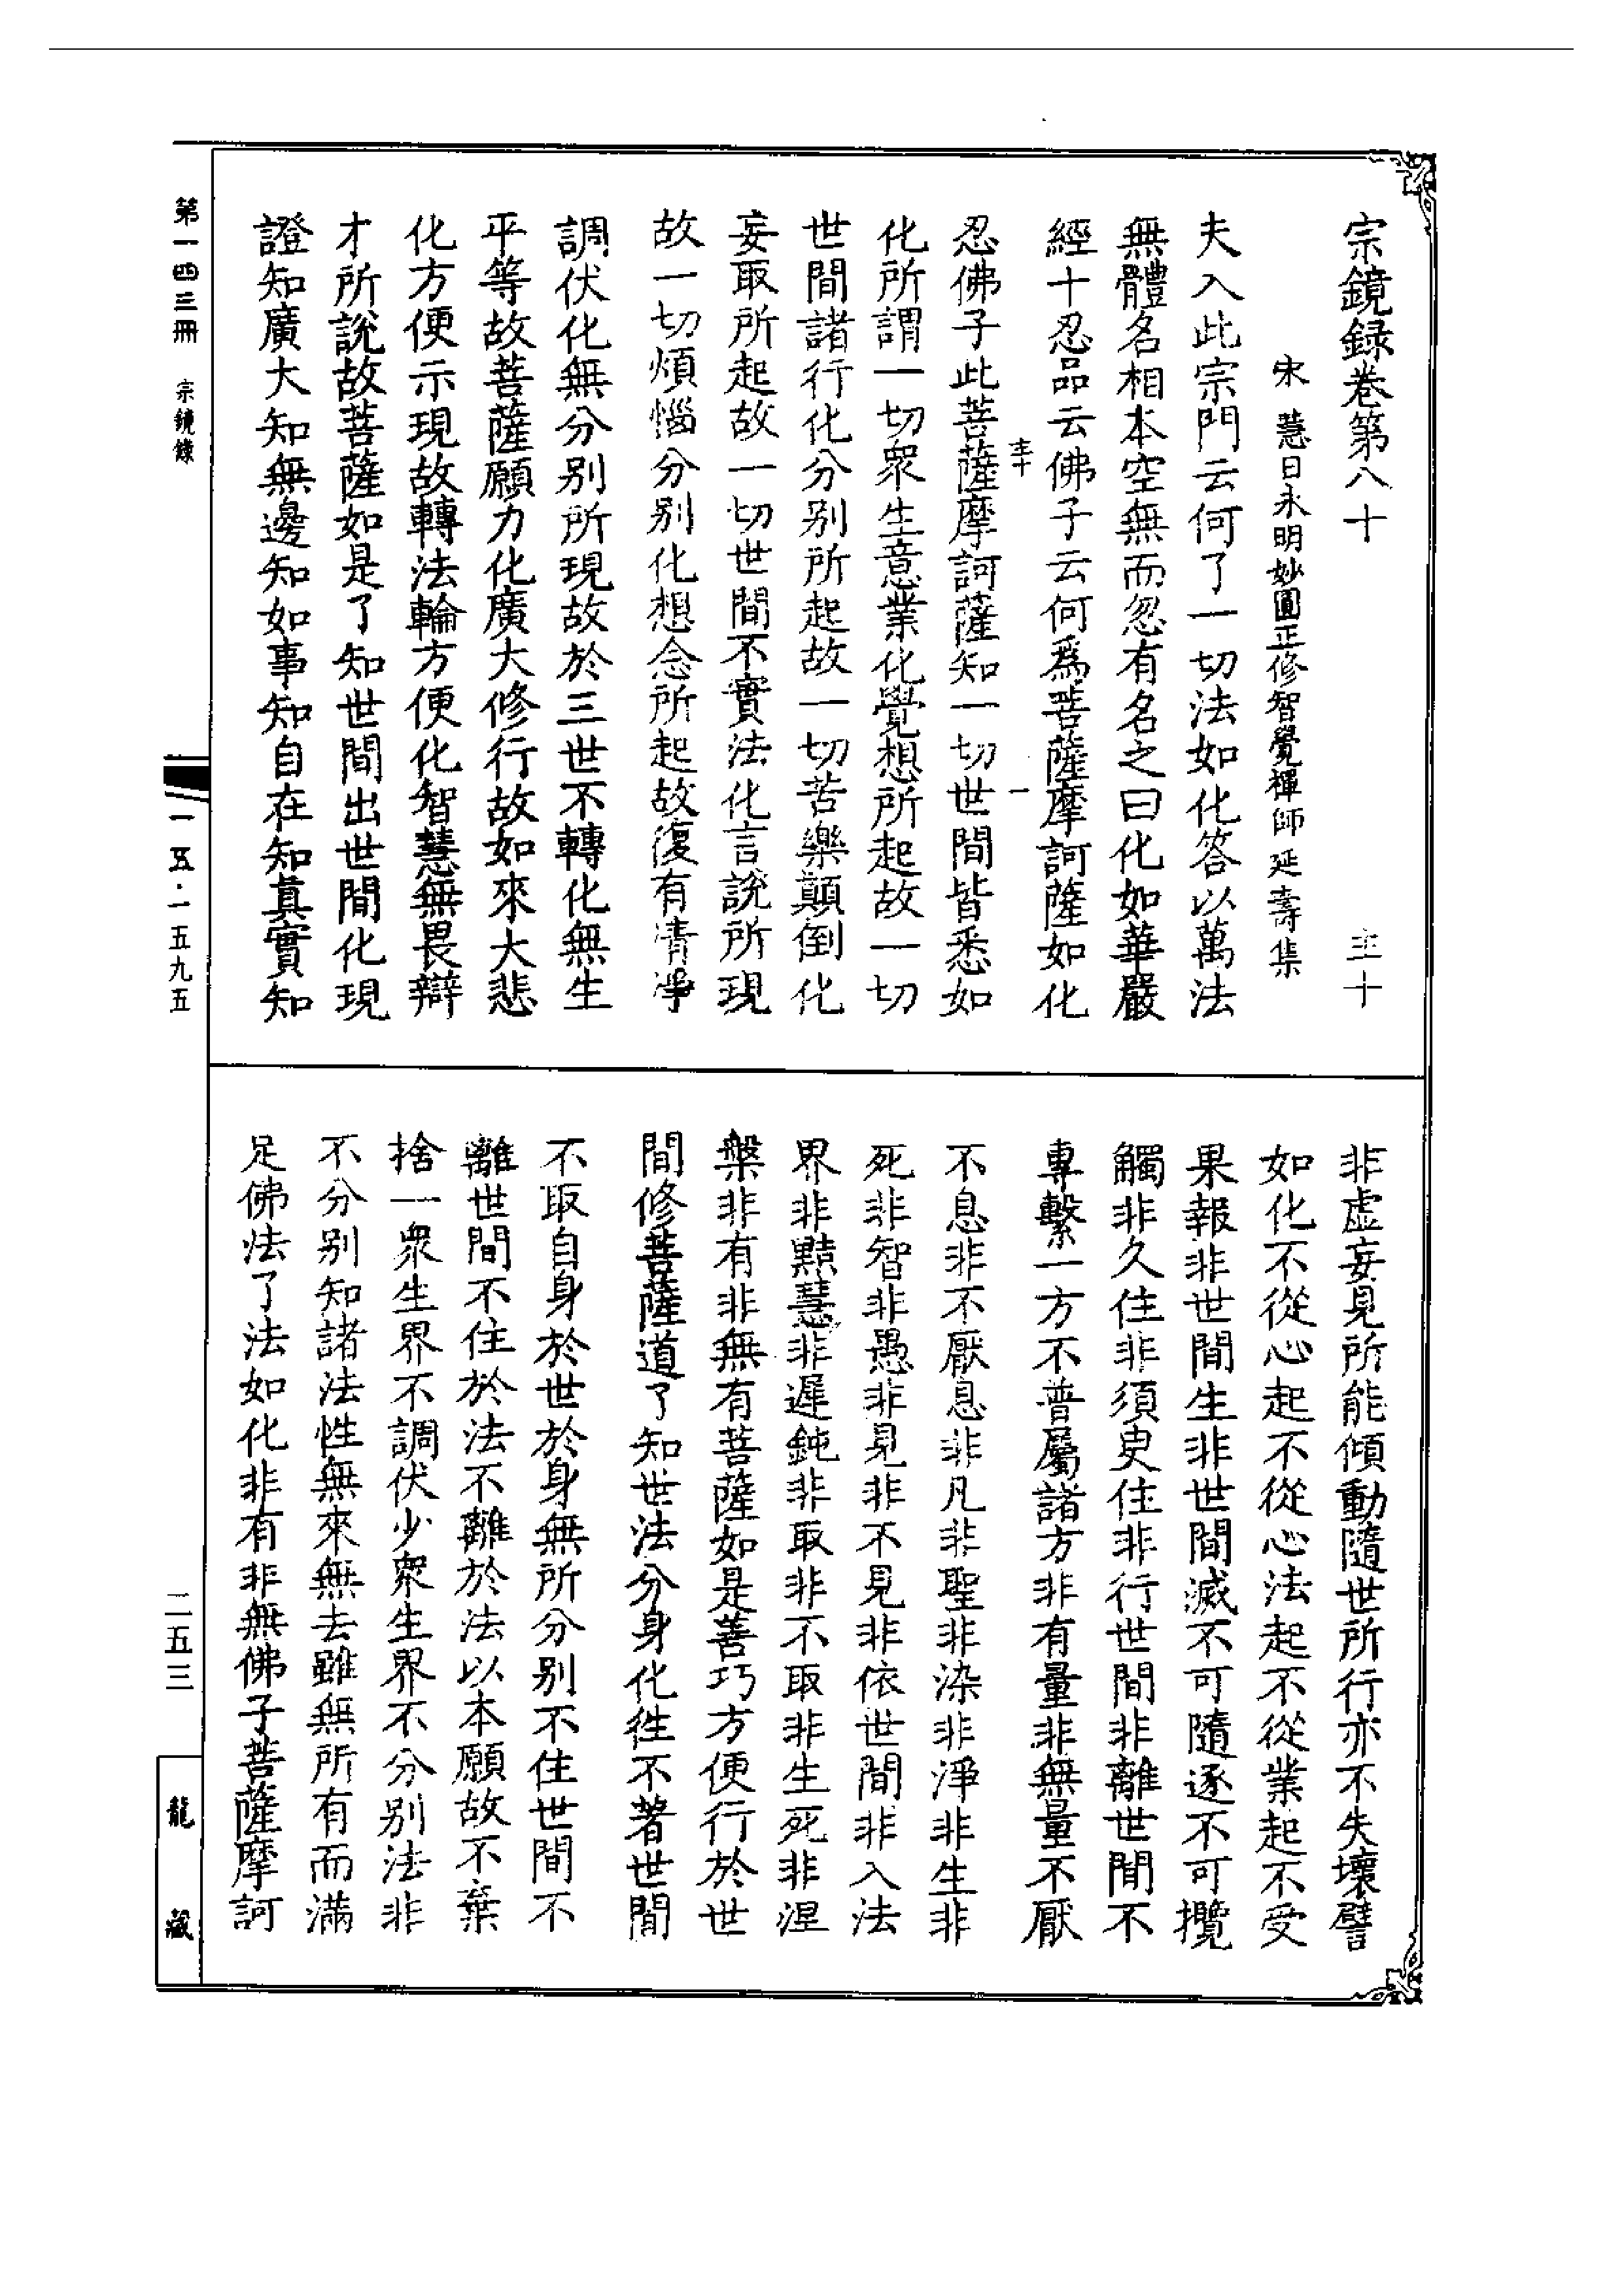 宗鏡録卷第八十 主十
宋慧日永明妙圓正修智覺禪師延壽集
夫入此宗門云何了一切法如化答以萬法
無體名相本空無而忽有名之曰化如華嚴
經十忍品云佛子云何爲菩薩摩訶薩如化
主十 一
忍佛子此菩薩摩訶薩知一切世間皆悉如
化所謂一切衆生意業化覺想所起故一切
世間諸行化分别所起故一切苦樂顛倒化
妄取所起故一切世間不實法化言說所現
故一切煩惱分别化想念所起故復有清淨
調伏化無分别所現故於三世不轉化無生
平等故菩薩願力化廣大修行故如來大悲
化方便示現故轉法輪方便化智慧無畏辯
才所說故菩薩如是了知世間出世間化現
證知廣大知無邊知如事知自在知真實知
非虛妄見所能傾動隨世所行亦不失壞譬
如化不從心起不從心法起不從業起不受
果報非世間生非世間滅不可隨逐不可攬
觸非久住非須臾住非行世間非離世間不
專繫一方不普屬諸方非有量非無量不厭
不息非不厭息非凡非聖非染非淨非生非
死非智非愚非見非不見非依世間非入法
界非黠慧非遲鈍非取非不取非生死非涅
槃非有非無有菩薩如是善巧方便行於世
間修菩薩道了知世法分身化徃不著世間
不取自身於世於身無所分别不住世間不
離世間不住於法不離於法以本願故不棄
捨一衆生界不調伏少衆生界不分别法非
不分别知諸法性無來無去雖無所有而滿
足佛法了法如化非有非無佛子菩薩摩訶
第一四三冊 宗鏡錄
一一五·一五九五
二五三
龍藏